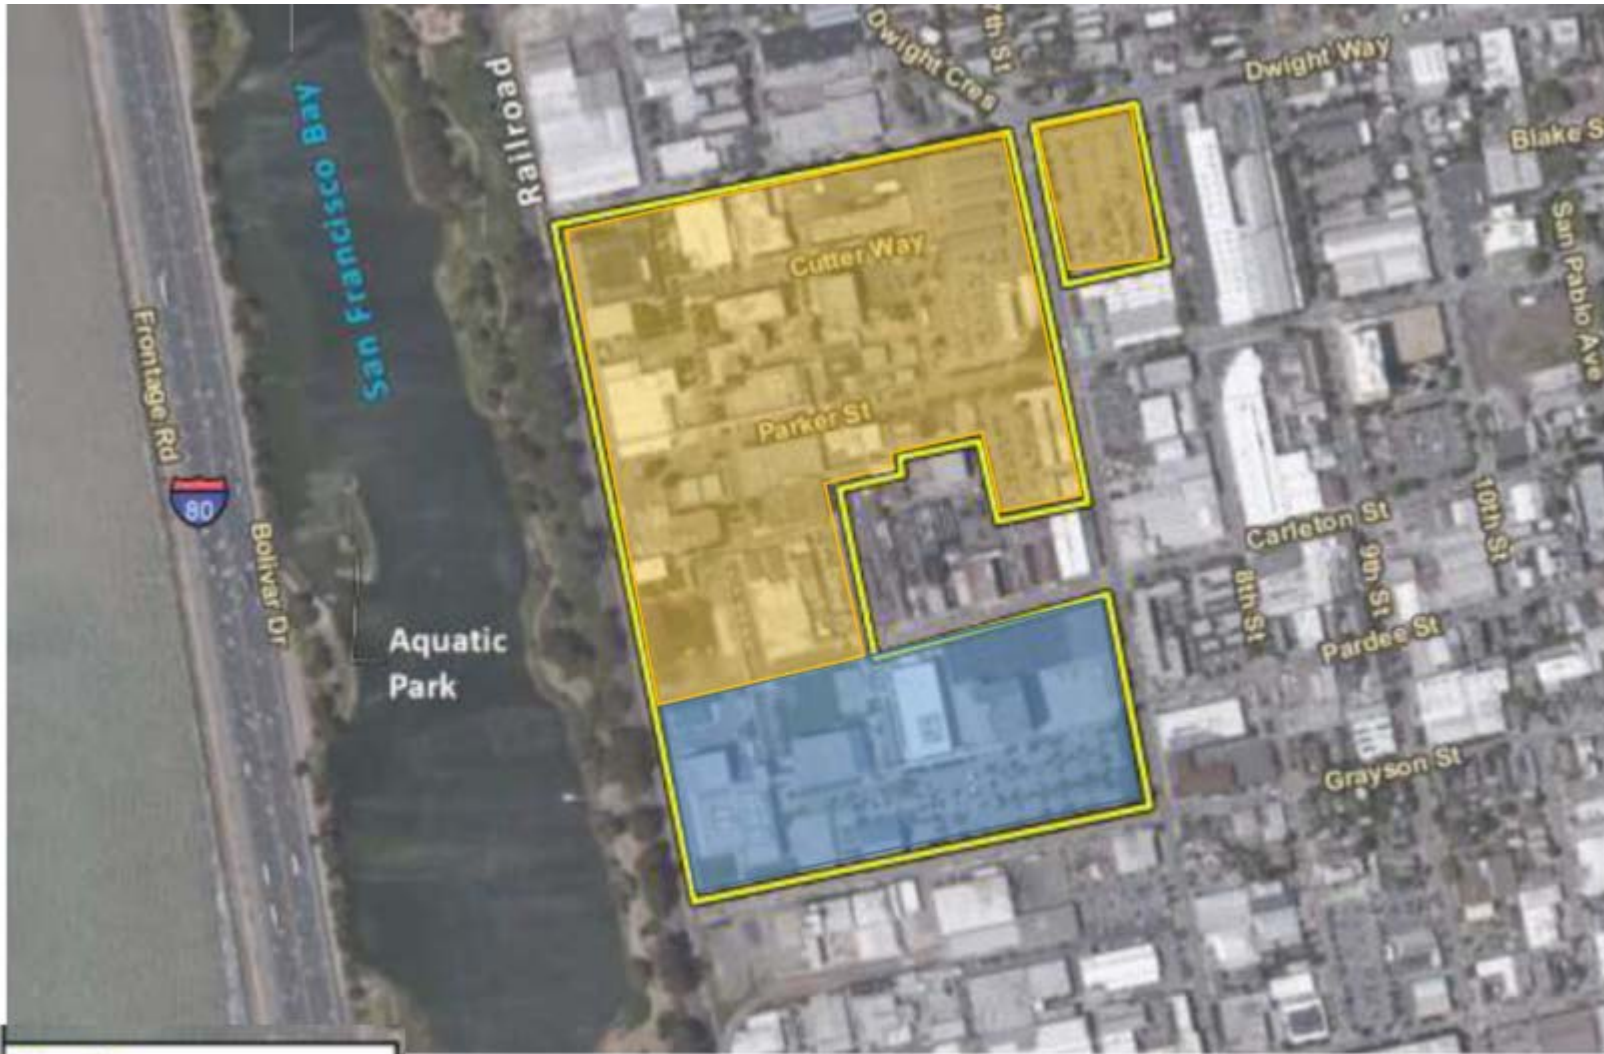 Dwight Cres
7th St
Dwight Way
Railroad
San Francisco Bay
Blake S
San Pablo Ave
Cutter Way
Frontage Rd
Parker St
80
Bolivar Dr
Carleton St
10th St
9th St
8th St
Aquatic
Park
Pardee St
Grayson St